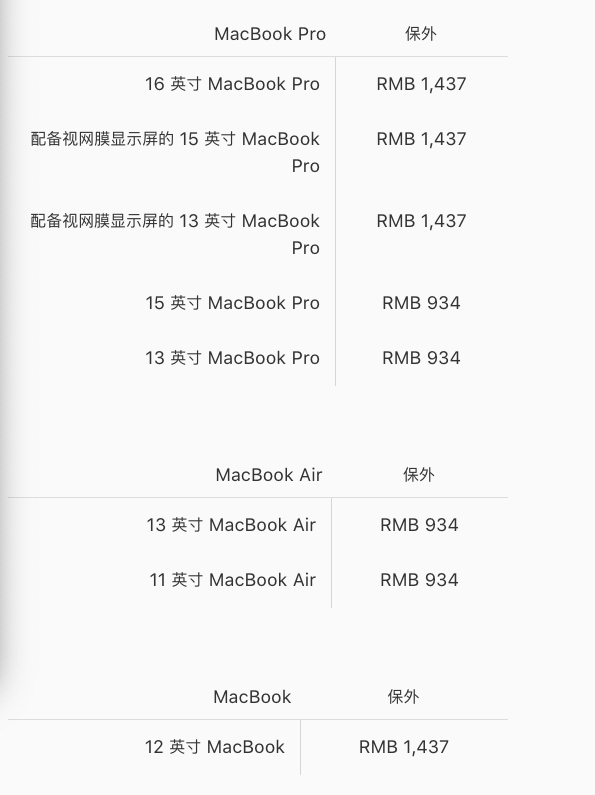 MacBook Pro 保外
16 英寸 MacBook Pro RMB 1,437
配备视网膜显示屏的 15 英寸 MacBook RMB 1,437
Pro
配备视网膜显示屏的 13 英寸 MacBook RMB 1,437
Pro
15 英寸 MacBook Pro RMB 934
13 英寸 MacBook Pro RMB 934
MacBook Air 保外
13 英寸 MacBook Air RMB 934
11 英寸 MacBook Air RMB 934
MacBook 保外
12 英寸 MacBook RMB 1,437